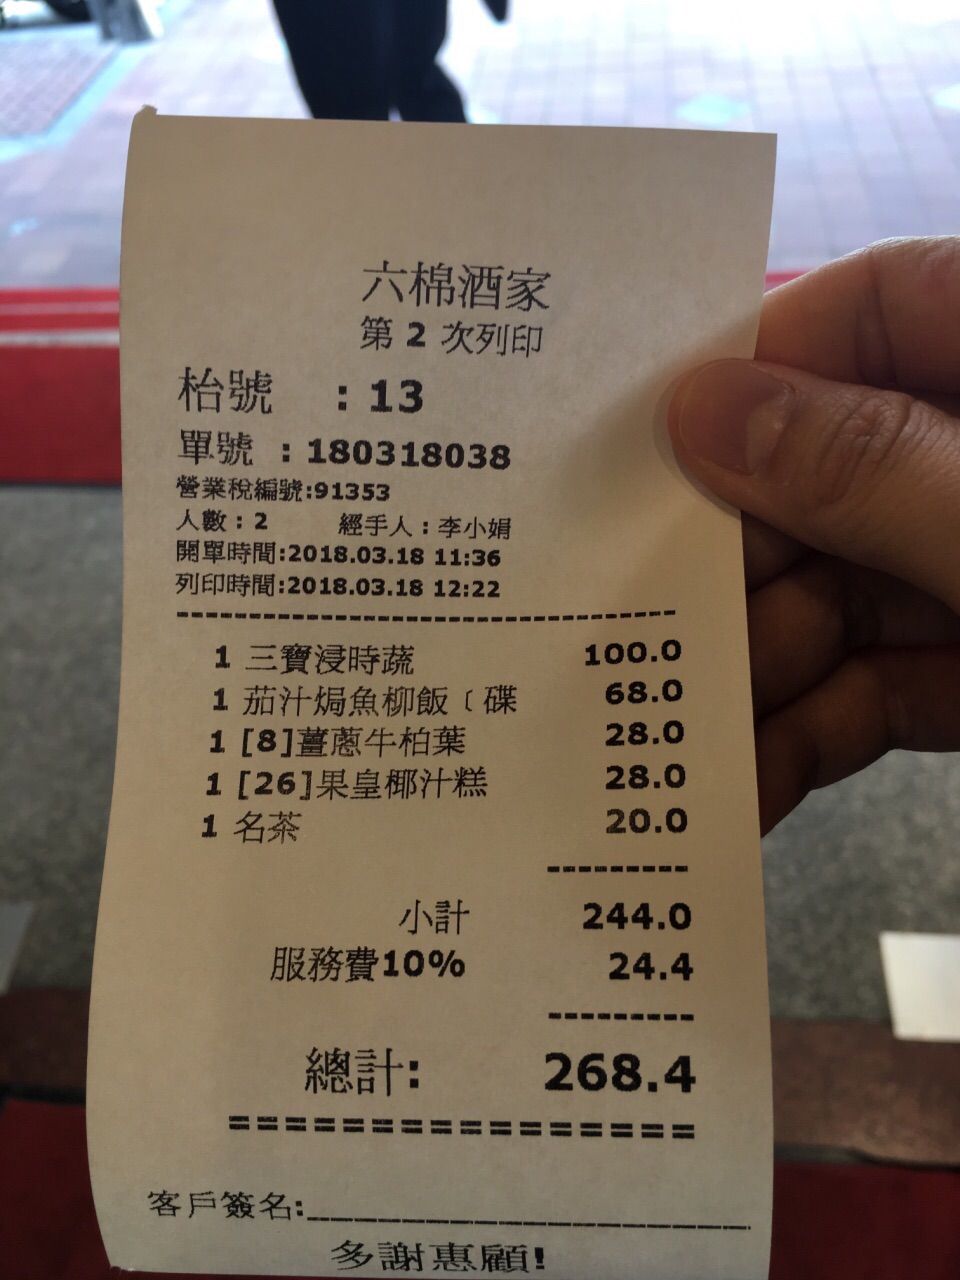 六棉酒家
第 2 次列印
枱號 : 13
單號 : 180318038
營業稅編號:91353
人數 : 2 經手人 : 李小娟
開單時間:2018.03.18 11:36
列印時間:2018.03.18 12:22
1 三寶浸時蔬 100.0
1 茄汁焗魚柳飯﹝碟 68.0
1 [8]薑蔥牛柏葉 28.0
1 [26]果皇椰汁糕 28.0
1 名茶 20.0
小計 244.0
服務費10% 24.4
總計: 268.4
客戶簽名:
多謝惠顧!